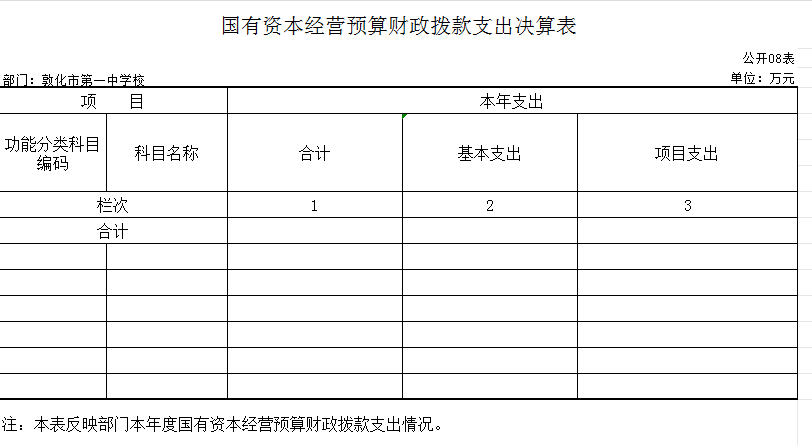 国有资本经营预算财政拨款支出决算表
公开08表
部门：敦化市第一中学校
单位：万元
项 目
本年支出
功能分类科目
编码
科目名称
合计
基本支出
项目支出
栏次
1
2
3
合计
注：本表反映部门本年度国有资本经营预算财政拨款支出情况。